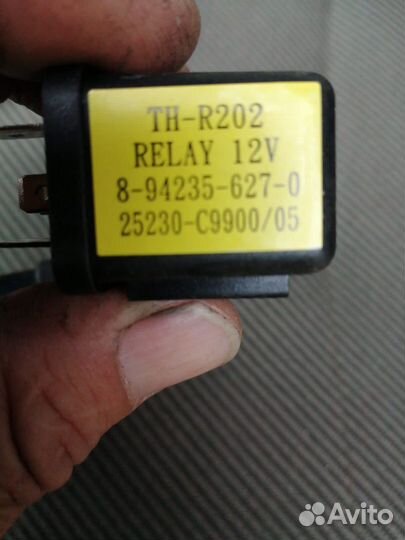 TH-R202
RELAY 12V
8-94235-627-0
25230-C9900/05
Avito